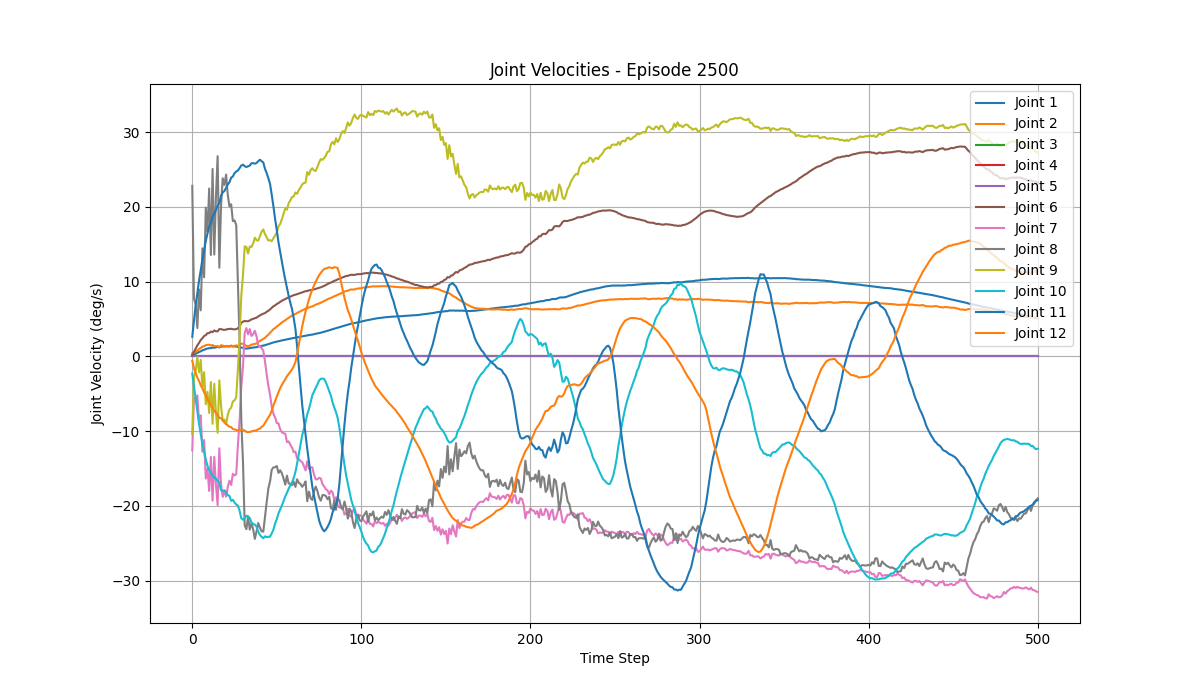 Joint Velocities - Episode 2500
Joint Velocity (deg/s)
30
20
10
0
−10
−20
−30
0
100
200
300
400
500
Time Step
Joint 1
Joint 2
Joint 3
Joint 4
Joint 5
Joint 6
Joint 7
Joint 8
Joint 9
Joint 10
Joint 11
Joint 12